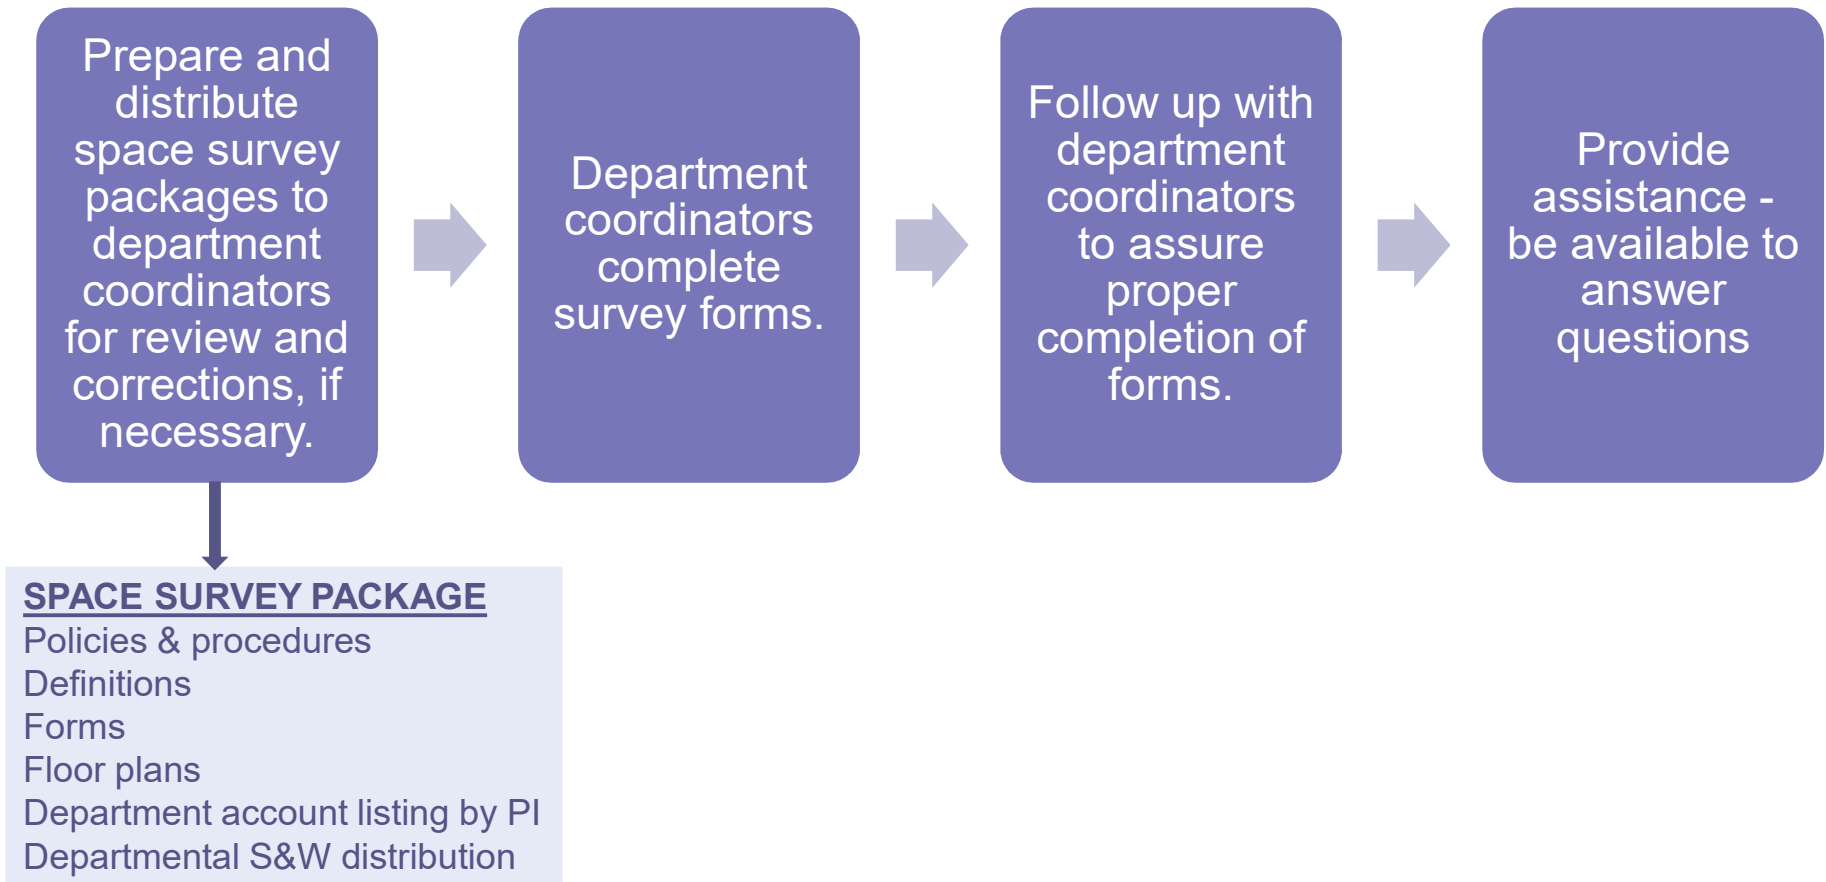 Prepare and
distribute
space survey
packages to
department
coordinators
for review and
corrections, if
necessary.
Department
coordinators
complete
survey forms.
Follow up with
department
coordinators
to assure
proper
completion of
forms.
Provide
assistance -
be available to
answer
questions
SPACE SURVEY PACKAGE
Policies & procedures
Definitions
Forms
Floor plans
Department account listing by PI
Departmental S&W distribution